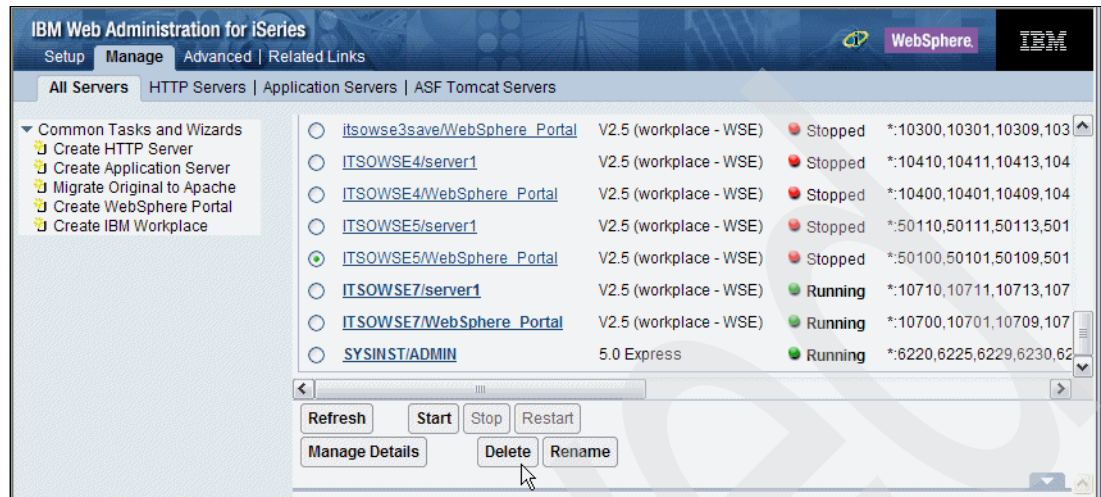 IBM Web Administration for iSeries
Setup Manage Advanced | Related Links
WebSphere. IBM
All Servers HTTP Servers | Application Servers | ASF Tomcat Servers
Common Tasks and Wizards
Create HTTP Server
Create Application Server
Migrate Original to Apache
Create WebSphere Portal
Create IBM Workplace
itsowse3save/WebSphere_Portal V2.5 (workplace - WSE) Stopped *:10300,10301,10309,103
ITSOWSE4/server1 V2.5 (workplace - WSE) Stopped *:10410,10411,10413,104
ITSOWSE4/WebSphere_Portal V2.5 (workplace - WSE) Stopped *:10400,10401,10409,104
ITSOWSE5/server1 V2.5 (workplace - WSE) Stopped *:50110,50111,50113,501
ITSOWSE5/WebSphere_Portal V2.5 (workplace - WSE) Stopped *:50100,50101,50109,501
ITSOWSE7/server1 V2.5 (workplace - WSE) Running *:10710,10711,10713,107
ITSOWSE7/WebSphere_Portal V2.5 (workplace - WSE) Running *:10700,10701,10709,107
SYSINST/ADMIN 5.0 Express Running *:6220,6225,6229,6230,62
Refresh Start Stop Restart
Manage Details Delete Rename